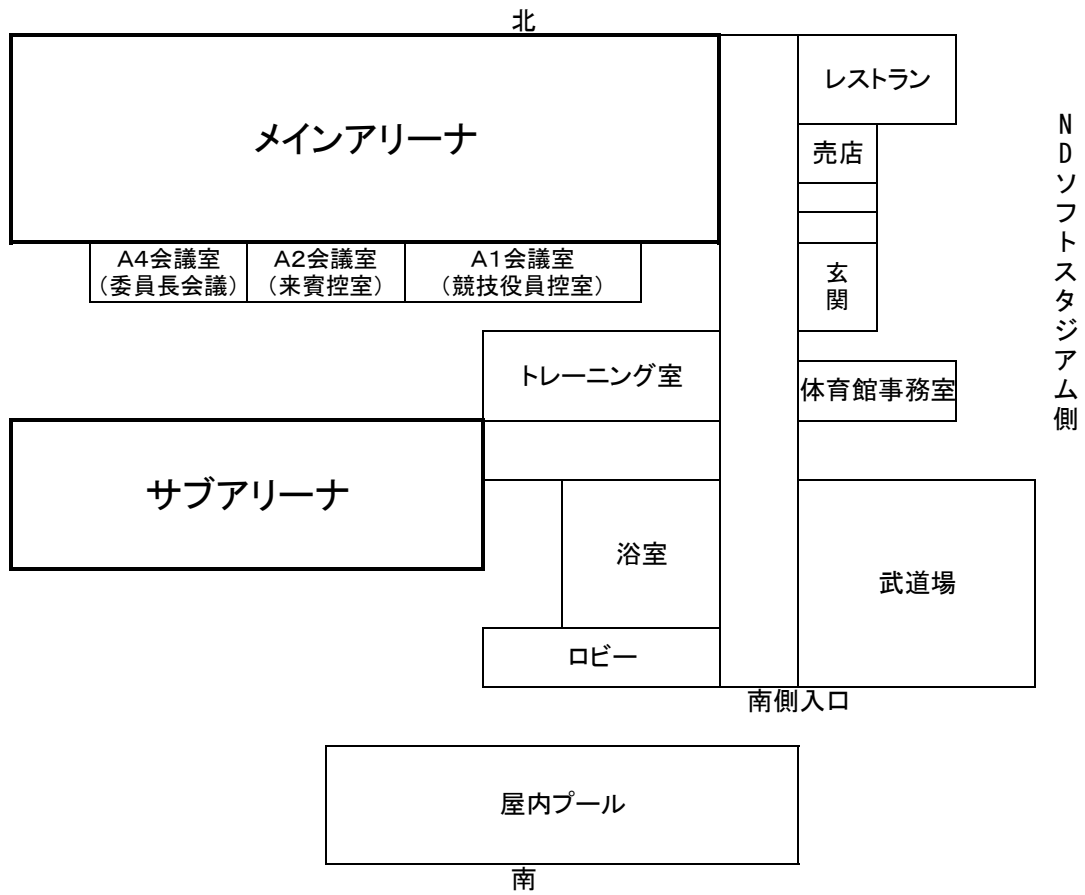 北
メインアリーナ
レストラン
売店
NDソフトスタジアム側
A4会議室
(委員長会議)
A2会議室
(来賓控室)
A1会議室
(競技役員控室)
玄関
トレーニング室
体育館事務室
サブアリーナ
浴室
武道場
ロビー
南側入口
屋内プール
南